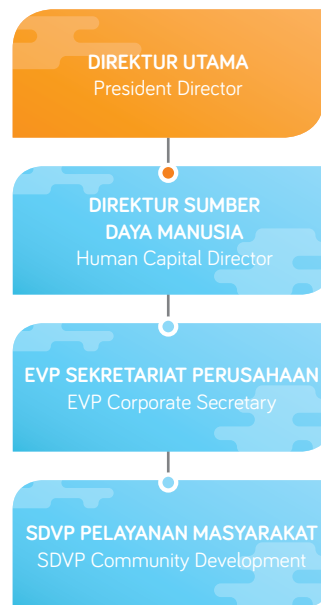 DIREKTUR UTAMA
President Director
DIREKTUR SUMBER
DAYA MANUSIA
Human Capital Director
EVP SEKRETARIAT PERUSAHAAN
EVP Corporate Secretary
SDVP PELAYANAN MASYARAKAT
SDVP Community Development